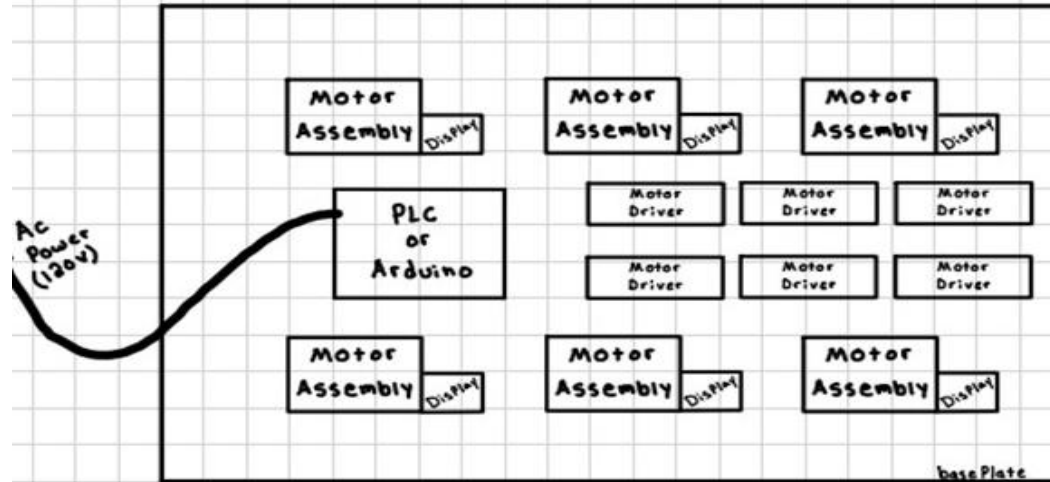 Motor
Assembly
Display
Motor
Assembly
Display
Motor
Assembly
Display
Ac
Power
(120V)
PLC
or
Arduino
Motor
Driver
Motor
Driver
Motor
Driver
Motor
Driver
Motor
Driver
Motor
Driver
Motor
Assembly
Display
Motor
Assembly
Display
Motor
Assembly
Display
basePlate